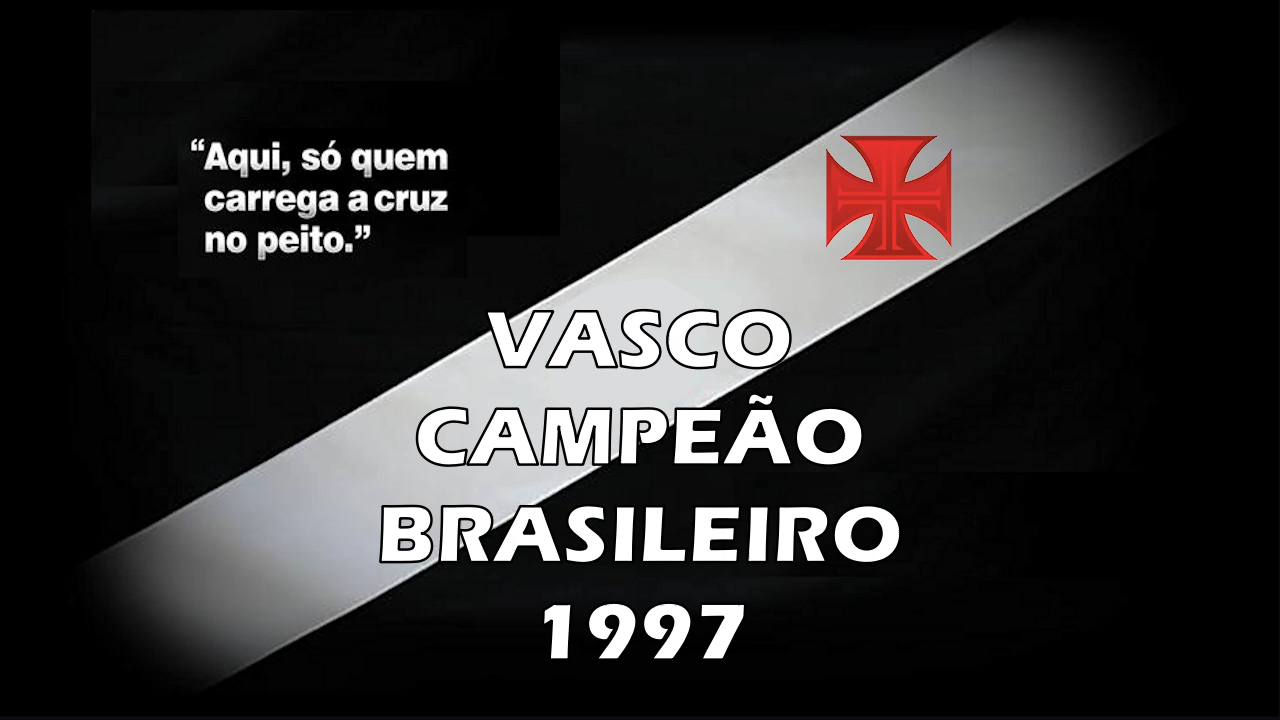 “Aqui, só quem
carrega a cruz
no peito.”
VASCO
CAMPEÃO
BRASILEIRO
1997